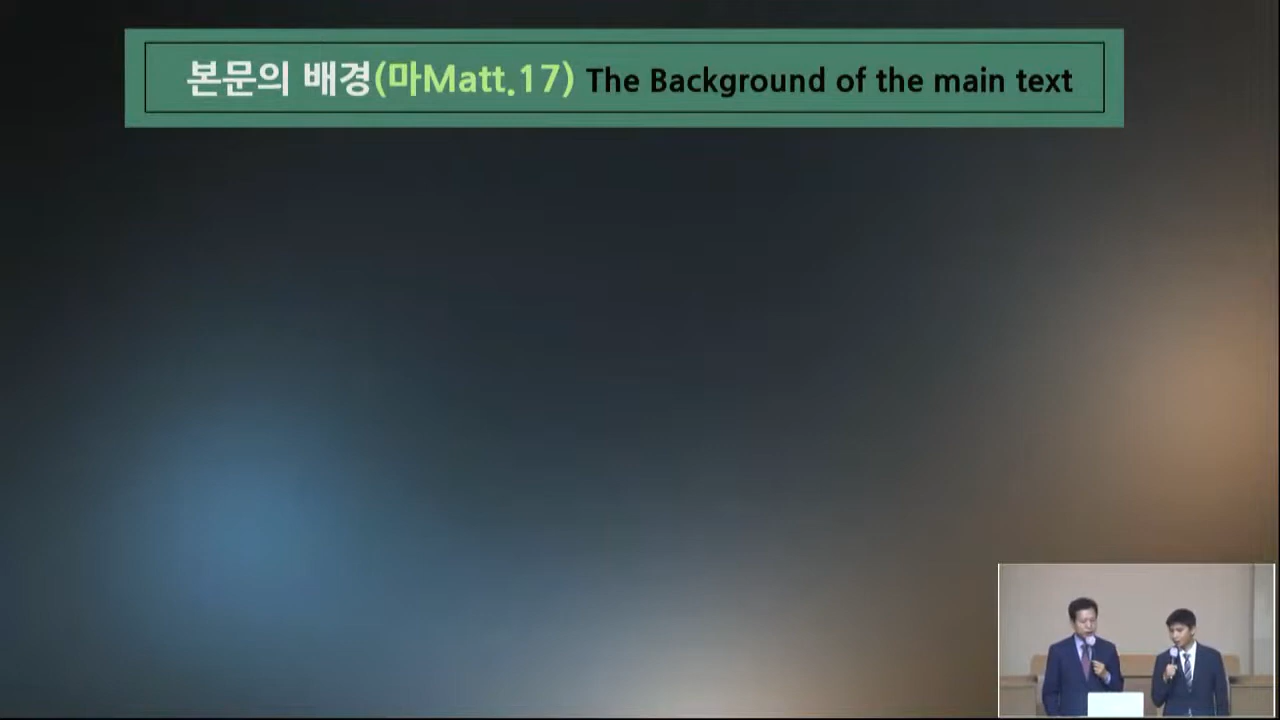 본문의 배경(마Matt.17) The Background of the main text